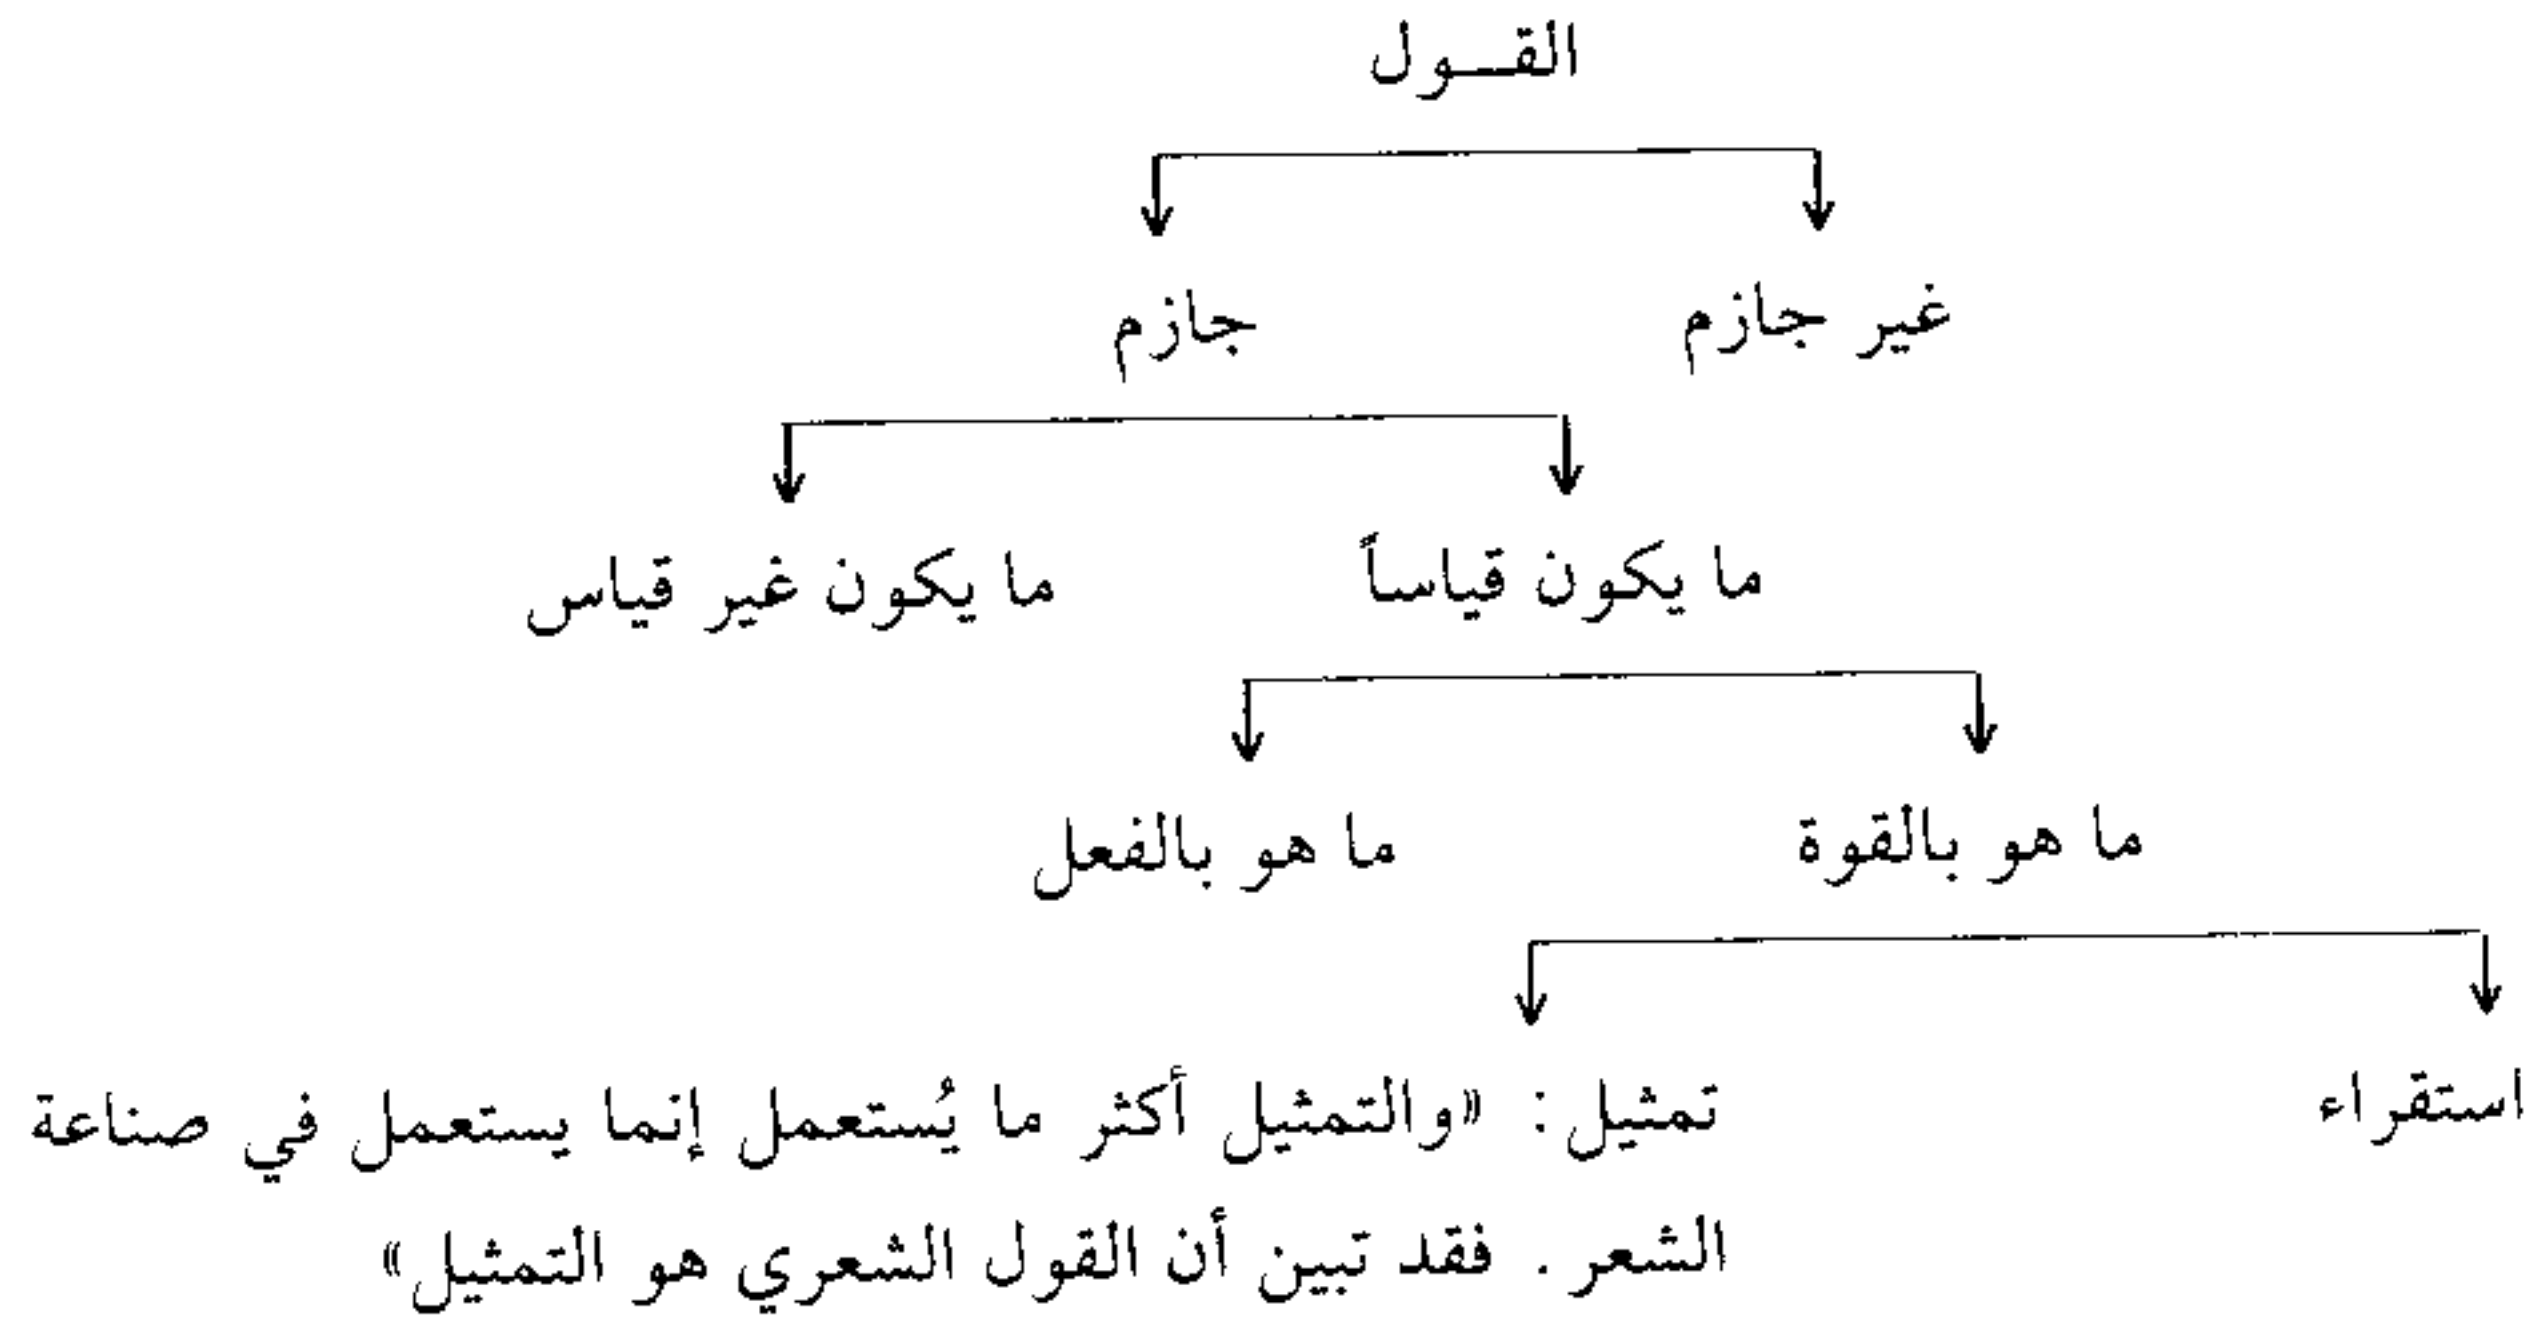 القـــول
غير جازم جازم
ما يكون قياساً ما يكون غير قياس
ما هو بالقوة ما هو بالفعل
استقراء تمثيل: «والتمثيل أكثر ما يُستعمل إنما يستعمل في صناعة
الشعر. فقد تبين أن القول الشعري هو التمثيل»